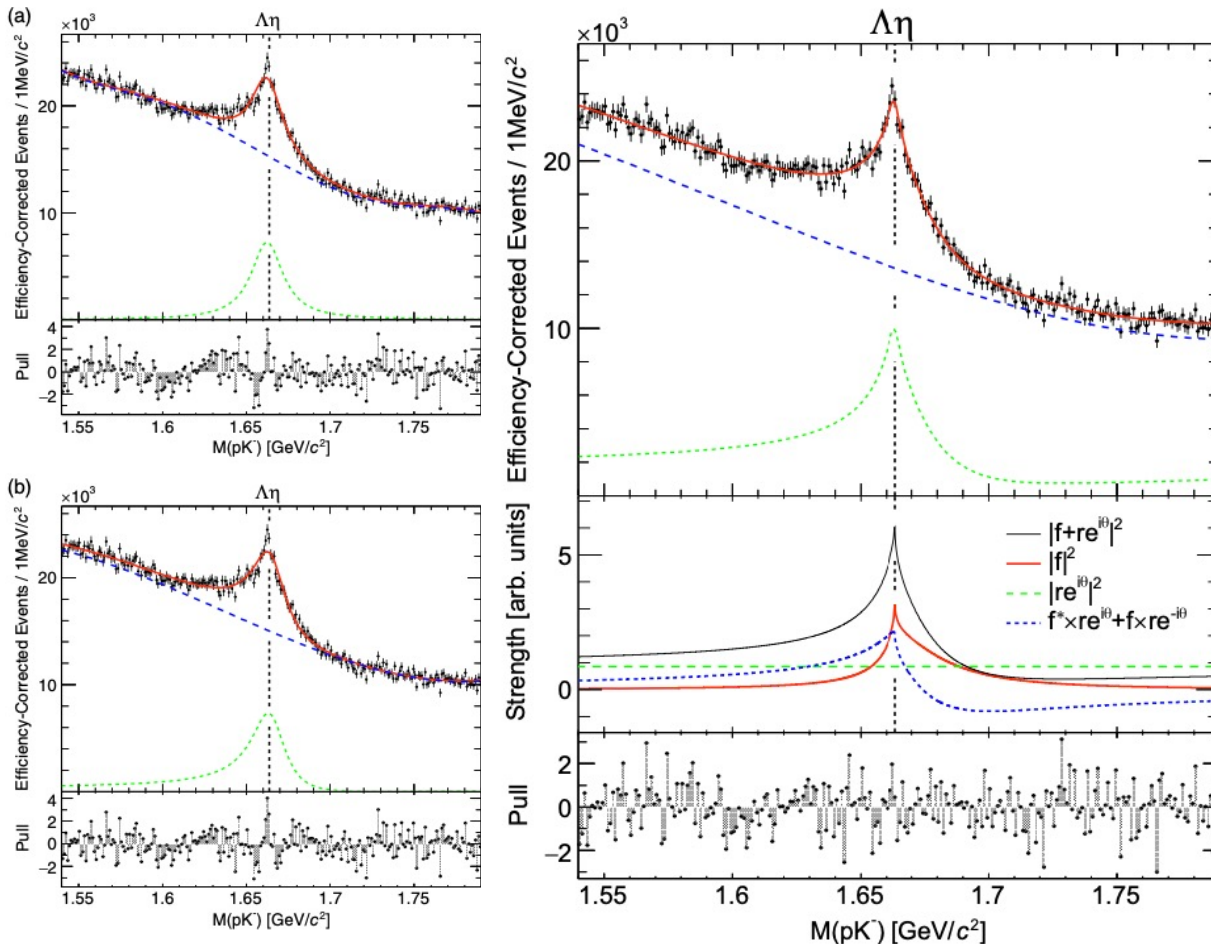 (a)
×10³
Λη
Efficiency-Corrected Events / 1MeV/c²
20
10
Pull
4
2
0
−2
1.55 1.6 1.65 1.7 1.75
M(pK⁻) [GeV/c²]
(b)
×10³
Λη
Efficiency-Corrected Events / 1MeV/c²
20
10
Pull
4
2
0
−2
1.55 1.6 1.65 1.7 1.75
M(pK⁻) [GeV/c²]
×10³
Λη
Efficiency-Corrected Events / 1MeV/c²
20
10
Strength [arb. units]
5
0
|f+re^{iθ}|²
|f|²
|re^{iθ}|²
f*×re^{iθ}+f×re^{-iθ}
Pull
2
0
−2
1.55 1.6 1.65 1.7 1.75
M(pK⁻) [GeV/c²]